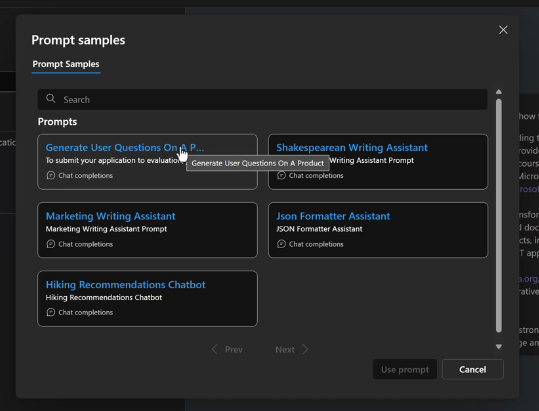 Prompt samples
Prompt Samples
Search
Prompts
Generate User Questions On A P...
To submit your application to evaluation
Generate User Questions On A Product
Chat completions
Shakespearean Writing Assistant
Writing Assistant Prompt
Chat completions
Marketing Writing Assistant
Marketing Writing Assistant Prompt
Chat completions
Json Formatter Assistant
JSON Formatter Assistant
Chat completions
Hiking Recommendations Chatbot
Hiking Recommendations Chatbot
Chat completions
Prev
Next
Use prompt
Cancel
how t